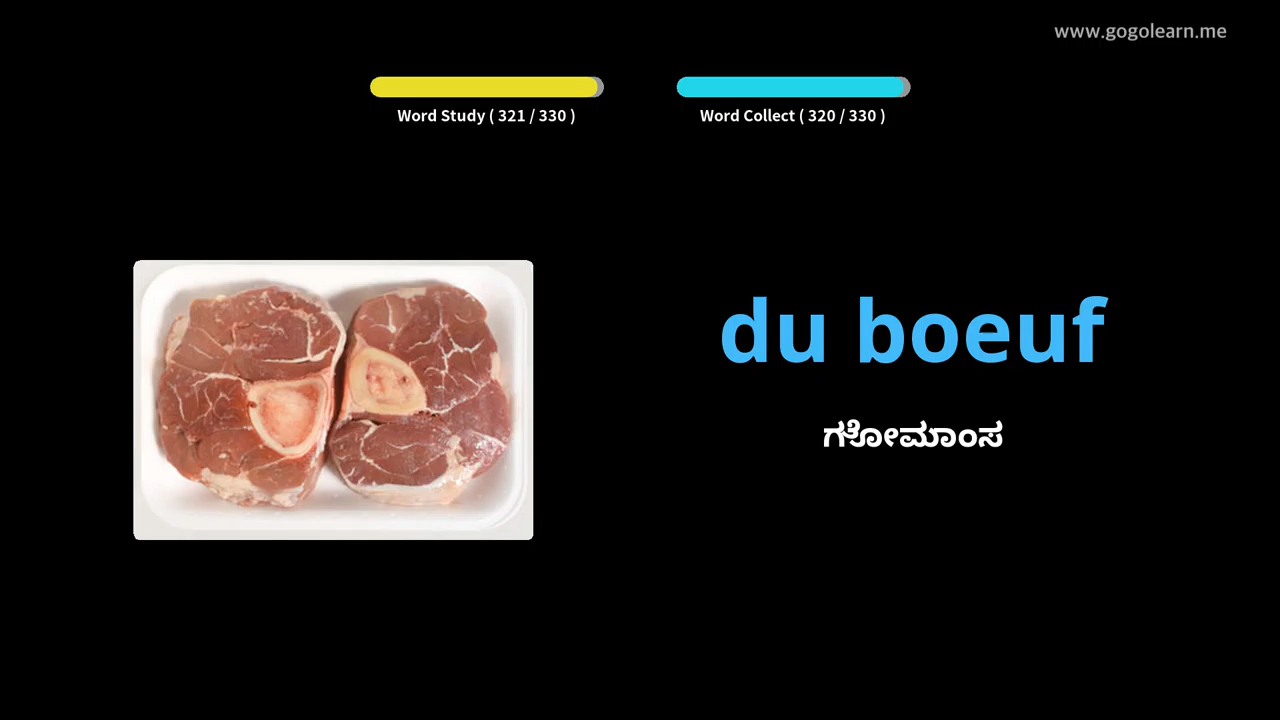 www.gogolearn.me
Word Study ( 321 / 330 )
Word Collect ( 320 / 330 )
du boeuf
ಗೋಮಾಂಸ